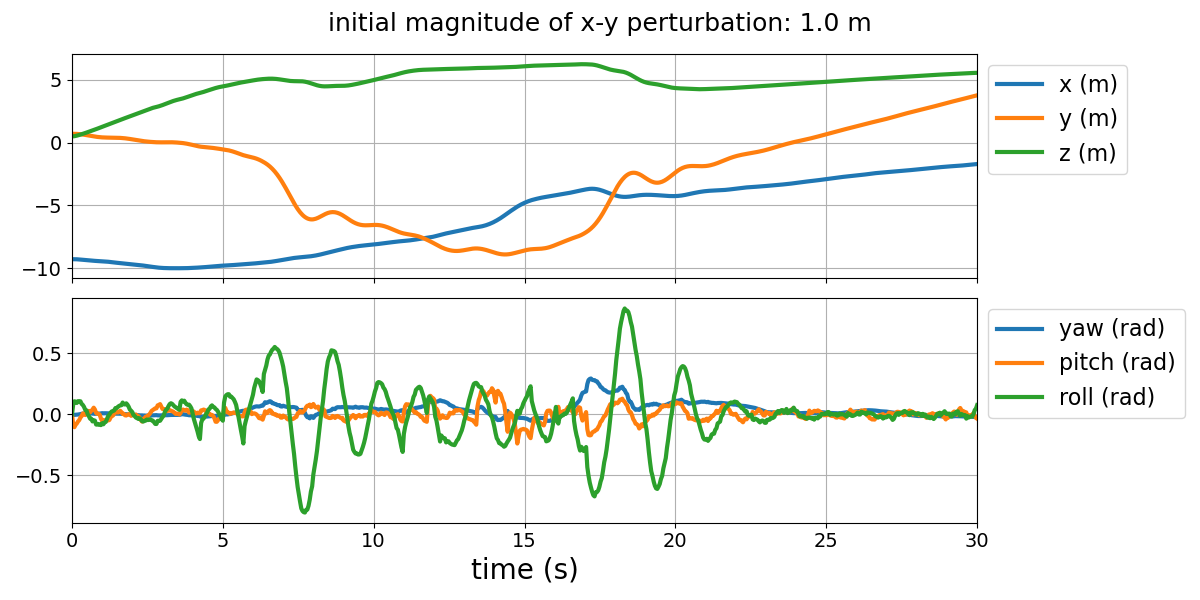 initial magnitude of x-y perturbation: 1.0 m
5
0
−5
−10
x (m)
y (m)
z (m)
0.5
0.0
−0.5
yaw (rad)
pitch (rad)
roll (rad)
0 5 10 15 20 25 30
time (s)